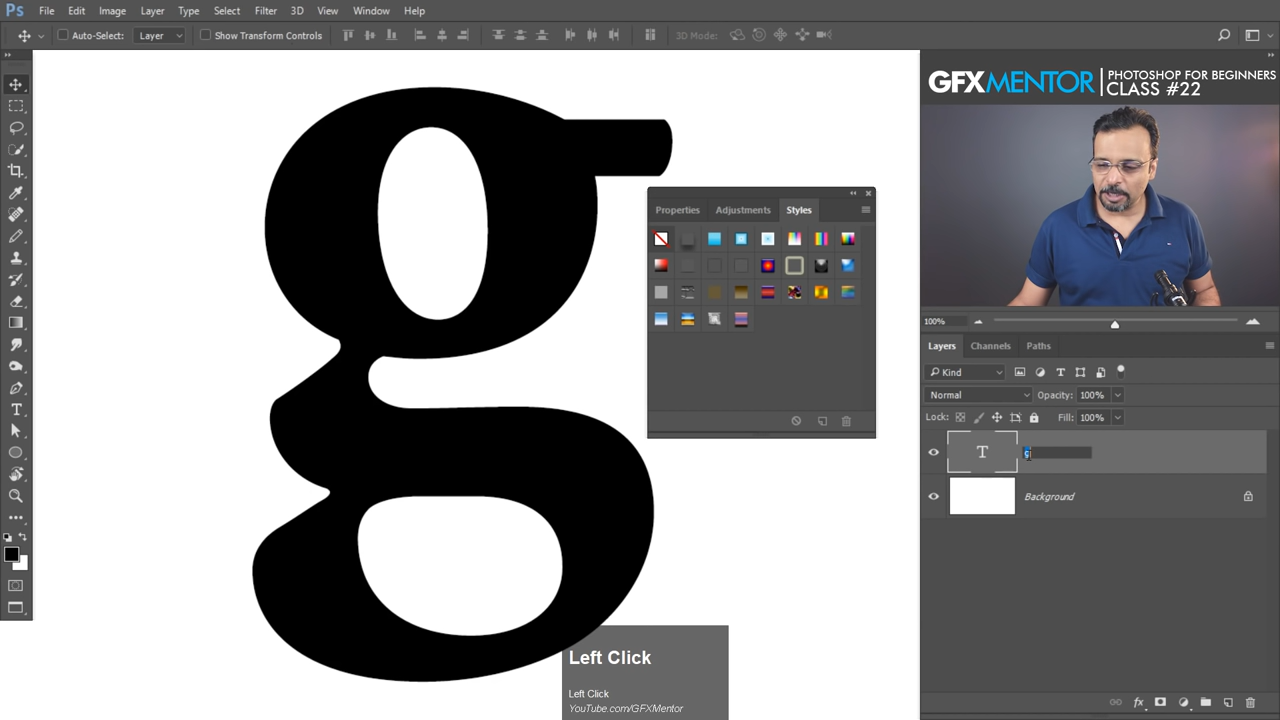 Ps File Edit Image Layer Type Select Filter 3D View Window Help
Auto-Select: Layer Show Transform Controls 3D Mode:
GFXMENTOR PHOTOSHOP FOR BEGINNERS
CLASS #22
g
Properties Adjustments Styles
100%
Layers Channels Paths
Kind T
Normal Opacity: 100%
Lock: Fill: 100%
T g
Background
T
fx
Left Click
Left Click
YouTube.com/GFXMentor